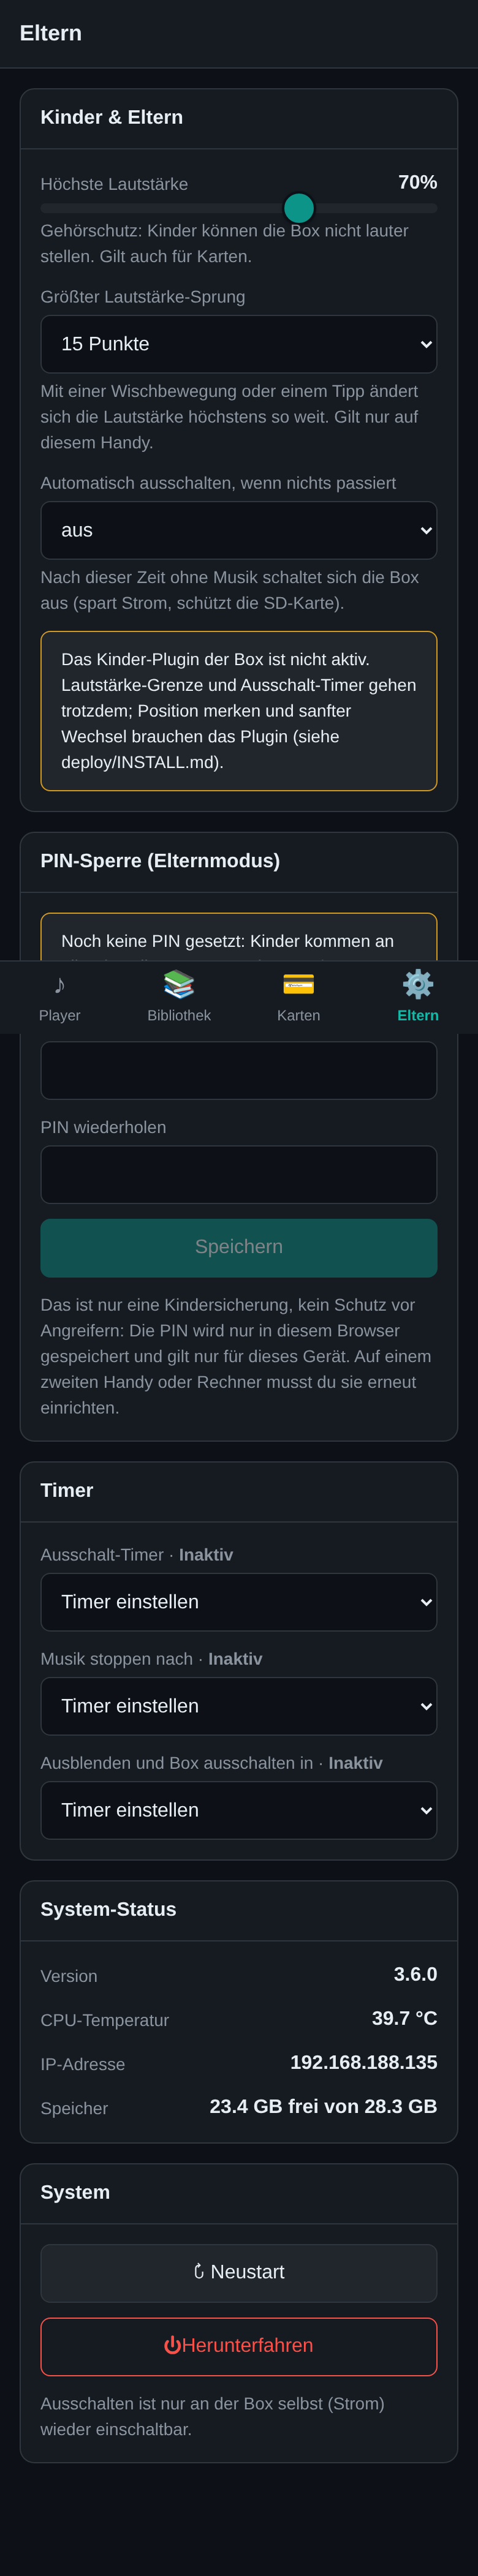 Eltern
Kinder & Eltern
Höchste Lautstärke 70%
Gehörschutz: Kinder können die Box nicht lauter
stellen. Gilt auch für Karten.
Größter Lautstärke-Sprung
15 Punkte
Mit einer Wischbewegung oder einem Tipp ändert
sich die Lautstärke höchstens so weit. Gilt nur auf
diesem Handy.
Automatisch ausschalten, wenn nichts passiert
aus
Nach dieser Zeit ohne Musik schaltet sich die Box
aus (spart Strom, schützt die SD-Karte).
Das Kinder-Plugin der Box ist nicht aktiv.
Lautstärke-Grenze und Ausschalt-Timer gehen
trotzdem; Position merken und sanfter
Wechsel brauchen das Plugin (siehe
deploy/INSTALL.md).
PIN-Sperre (Elternmodus)
Noch keine PIN gesetzt: Kinder kommen an
Player Bibliothek Karten Eltern
PIN wiederholen
Speichern
Das ist nur eine Kindersicherung, kein Schutz vor
Angreifern: Die PIN wird nur in diesem Browser
gespeichert und gilt nur für dieses Gerät. Auf einem
zweiten Handy oder Rechner musst du sie erneut
einrichten.
Timer
Ausschalt-Timer · Inaktiv
Timer einstellen
Musik stoppen nach · Inaktiv
Timer einstellen
Ausblenden und Box ausschalten in · Inaktiv
Timer einstellen
System-Status
Version 3.6.0
CPU-Temperatur 39.7 °C
IP-Adresse 192.168.188.135
Speicher 23.4 GB frei von 28.3 GB
System
Neustart
Herunterfahren
Ausschalten ist nur an der Box selbst (Strom)
wieder einschaltbar.